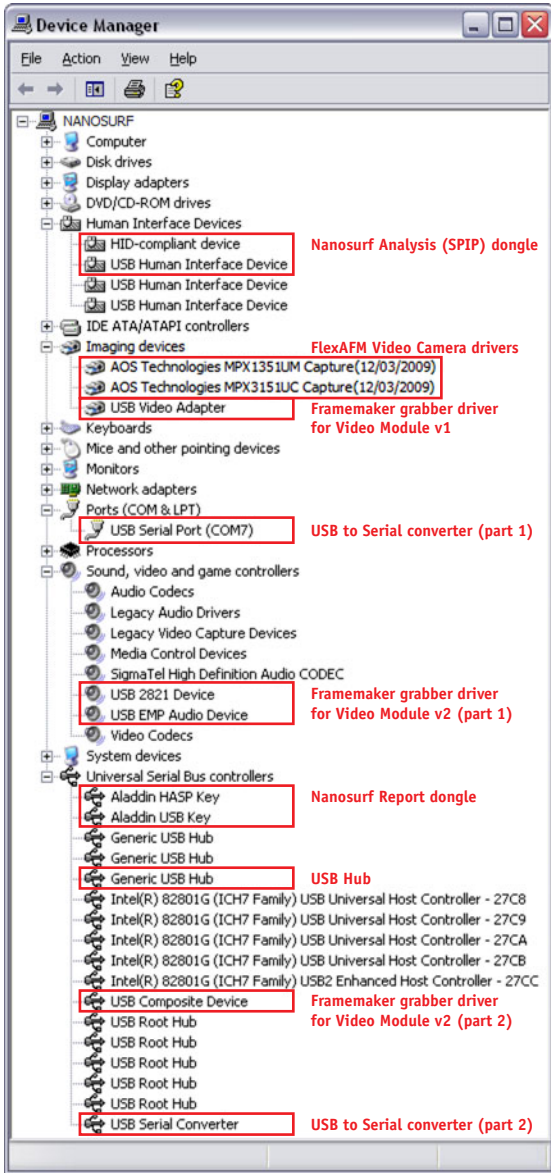 Device Manager
File Action View Help
NANOSURF
Computer
Disk drives
Display adapters
DVD/CD-ROM drives
Human Interface Devices
HID-compliant device Nanosurf Analysis (SPIP) dongle
USB Human Interface Device
USB Human Interface Device
USB Human Interface Device
IDE ATA/ATAPI controllers
Imaging devices FlexAFM Video Camera drivers
AOS Technologies MPX1351UM Capture(12/03/2009)
AOS Technologies MPX3151UC Capture(12/03/2009)
USB Video Adapter Framemaker grabber driver
Keyboards for Video Module v1
Mice and other pointing devices
Monitors
Network adapters
Ports (COM & LPT)
USB Serial Port (COM7) USB to Serial converter (part 1)
Processors
Sound, video and game controllers
Audio Codecs
Legacy Audio Drivers
Legacy Video Capture Devices
Media Control Devices
SigmaTel High Definition Audio CODEC
USB 2821 Device Framemaker grabber driver
USB EMP Audio Device for Video Module v2 (part 1)
Video Codecs
System devices
Universal Serial Bus controllers
Aladdin HASP Key Nanosurf Report dongle
Aladdin USB Key
Generic USB Hub
Generic USB Hub
Generic USB Hub USB Hub
Intel(R) 82801G (ICH7 Family) USB Universal Host Controller - 27C8
Intel(R) 82801G (ICH7 Family) USB Universal Host Controller - 27C9
Intel(R) 82801G (ICH7 Family) USB Universal Host Controller - 27CA
Intel(R) 82801G (ICH7 Family) USB Universal Host Controller - 27CB
Intel(R) 82801G (ICH7 Family) USB2 Enhanced Host Controller - 27CC
USB Composite Device Framemaker grabber driver
USB Root Hub for Video Module v2 (part 2)
USB Root Hub
USB Root Hub
USB Root Hub
USB Root Hub
USB Serial Converter USB to Serial converter (part 2)